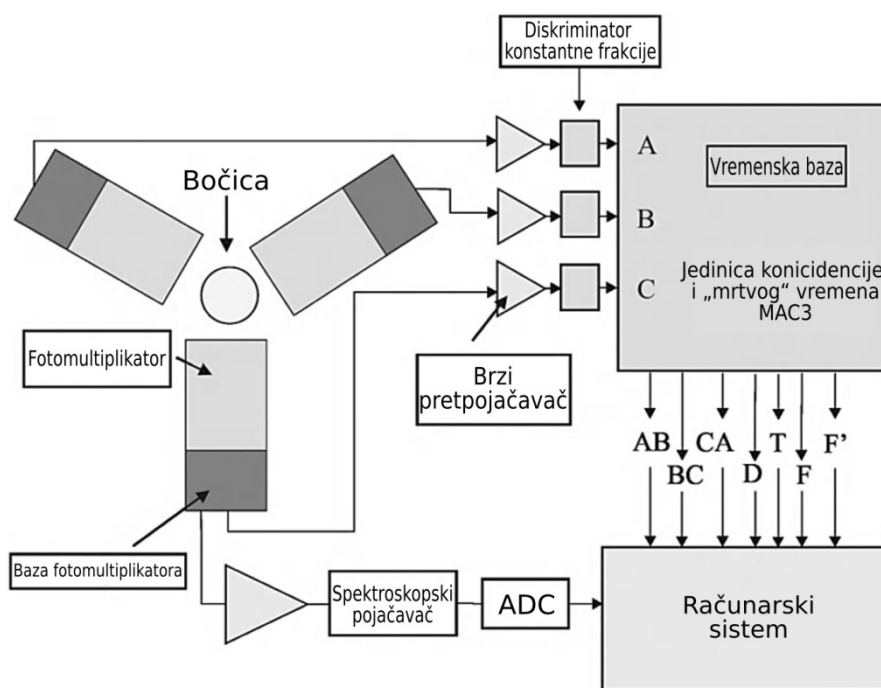 Diskriminator
konstantne frakcije
A
Vremenska baza
Bočica
B
Jedinica konicidencije
i „mrtvog“ vremena
MAC3
C
Fotomultiplikator
Brzi
pretpojačavač
AB
CA
T
F’
BC
D
F
Baza fotomultiplikatora
Spektroskopski
pojačavač
ADC
Računarski
sistem